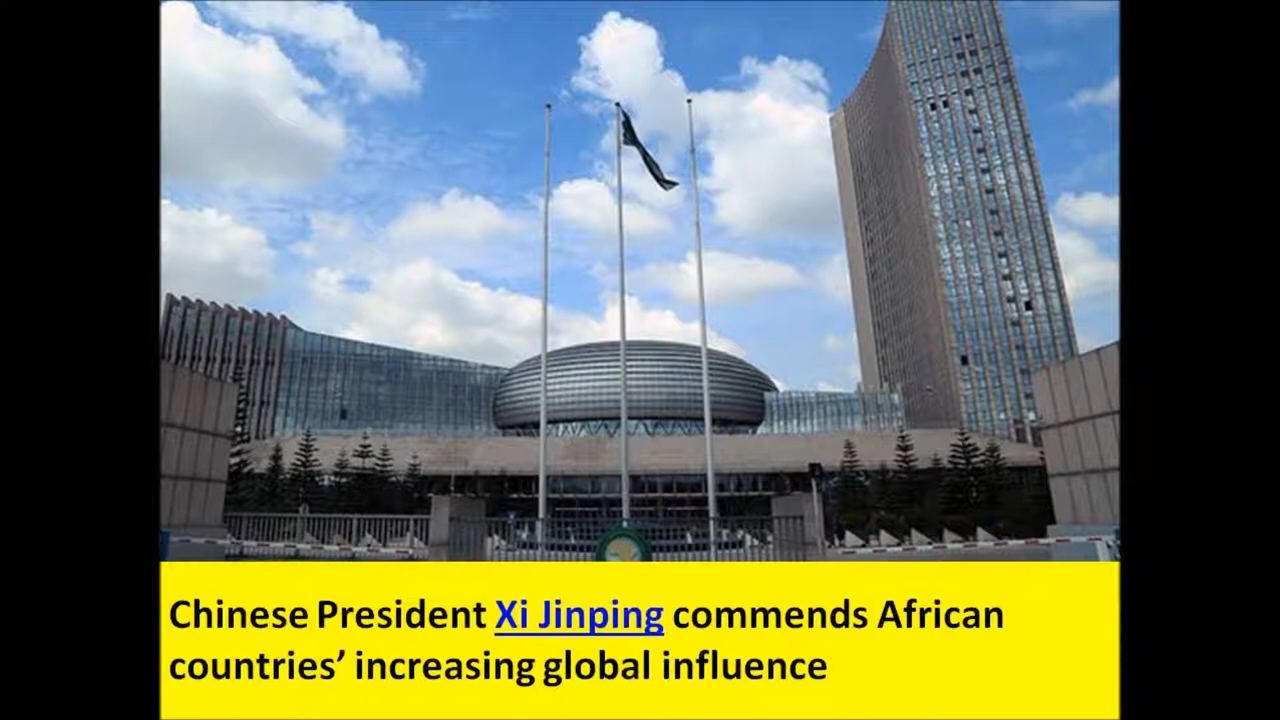 Chinese President Xi Jinping commends African
countries’ increasing global influence